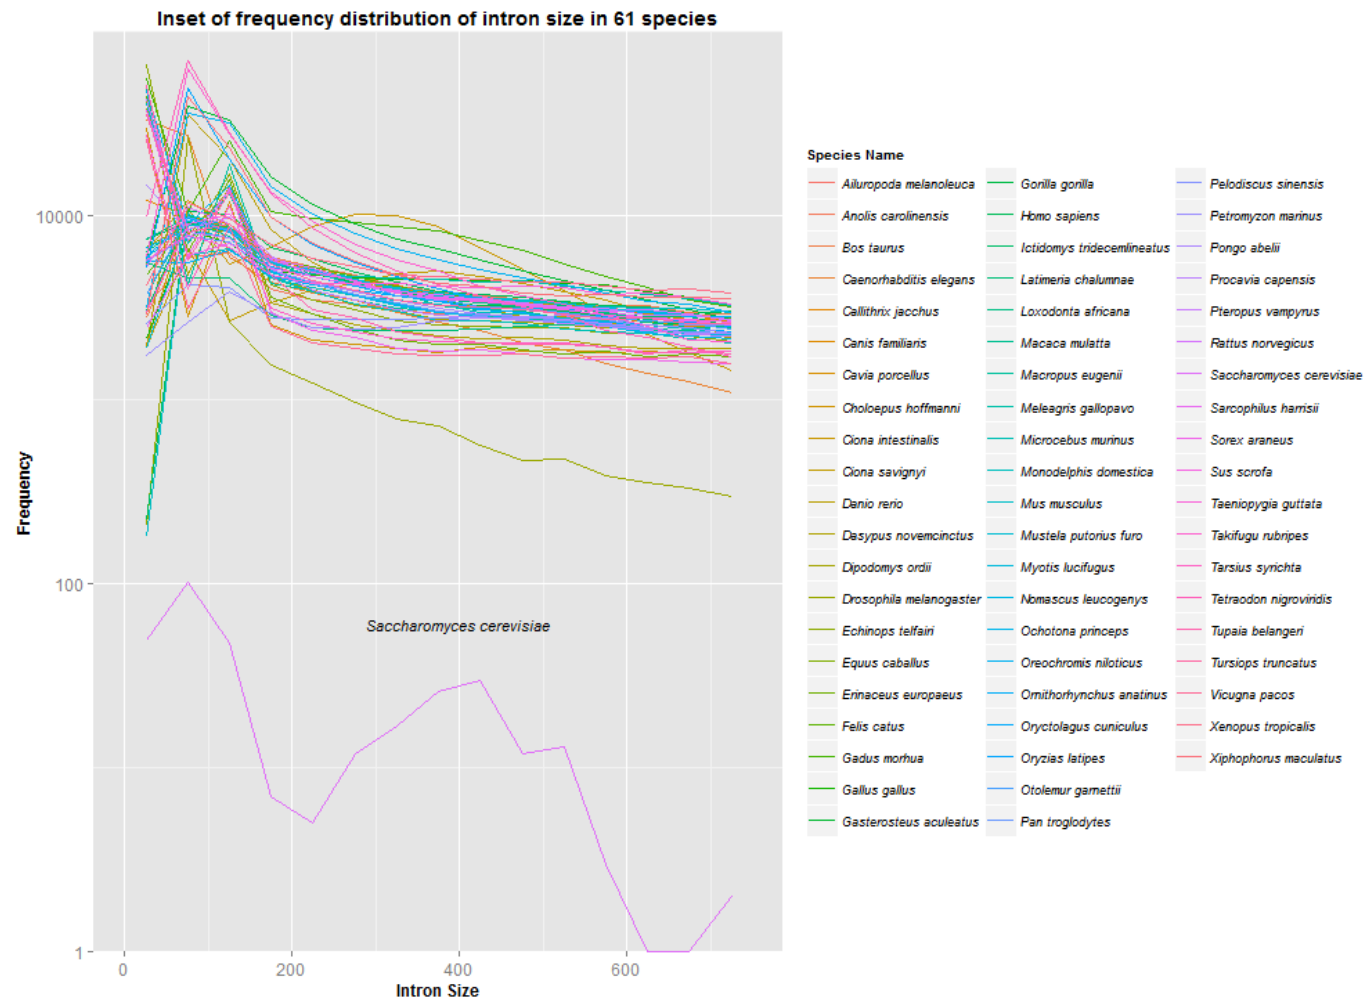 Inset of frequency distribution of intron size in 61 species
Frequency
10000
100
1
Saccharomyces cerevisiae
0 200 400 600
Intron Size
Species Name
Ailuropoda melanoleuca
Anolis carolinensis
Bos taurus
Caenorhabditis elegans
Callithrix jacchus
Canis familiaris
Cavia porcellus
Choloepus hoffmanni
Ciona intestinalis
Ciona savignyi
Danio rerio
Dasypus novemcinctus
Dipodomys ordii
Drosophila melanogaster
Echinops telfairi
Equus caballus
Erinaceus europaeus
Felis catus
Gadus morhua
Gallus gallus
Gasterosteus aculeatus
Gorilla gorilla
Homo sapiens
Ictidomys tridecemlineatus
Latimeria chalumnae
Loxodonta africana
Macaca mulatta
Macropus eugenii
Meleagris gallopavo
Microcebus murinus
Monodelphis domestica
Mus musculus
Mustela putorius furo
Myotis lucifugus
Nomascus leucogenys
Ochotona princeps
Oreochromis niloticus
Ornithorhynchus anatinus
Oryctolagus cuniculus
Oryzias latipes
Otolemur garnettii
Pan troglodytes
Pelodiscus sinensis
Petromyzon marinus
Pongo abelii
Procavia capensis
Pteropus vampyrus
Rattus norvegicus
Saccharomyces cerevisiae
Sarcophilus harrisii
Sorex araneus
Sus scrofa
Taeniopygia guttata
Takifugu rubripes
Tarsius syrichta
Tetraodon nigroviridis
Tupaia belangeri
Tursiops truncatus
Vicugna pacos
Xenopus tropicalis
Xiphophorus maculatus